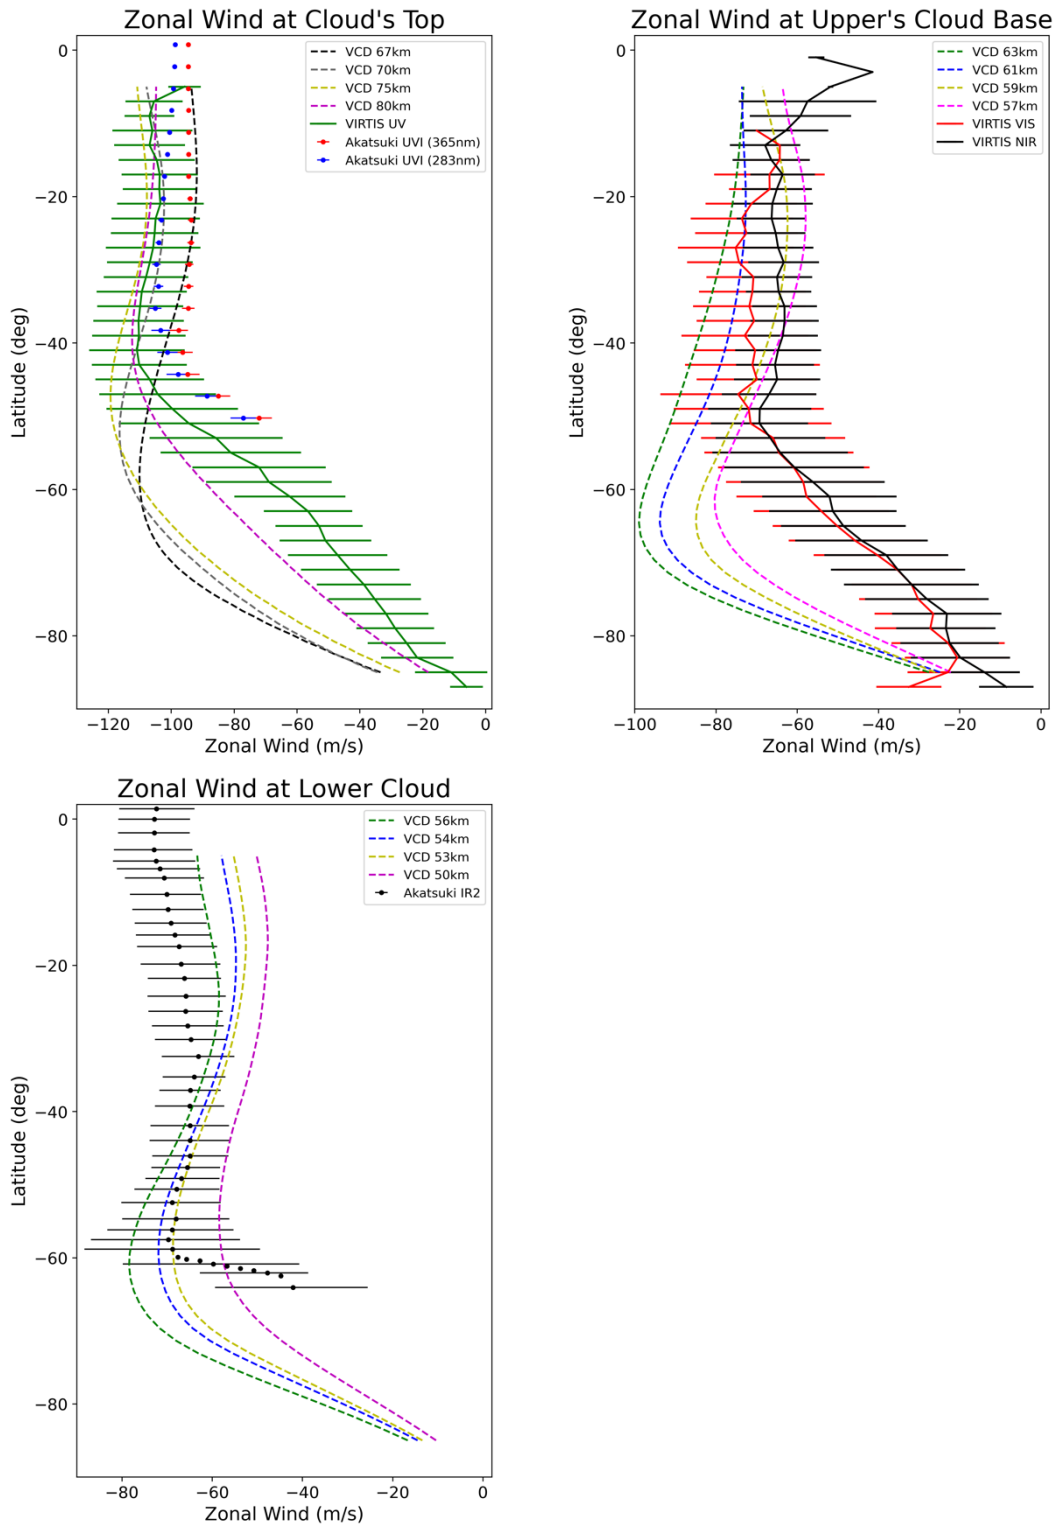 Zonal Wind at Cloud's Top
0
−20
−40
−60
−80
Latitude (deg)
−120 −100 −80 −60 −40 −20 0
Zonal Wind (m/s)
VCD 67km
VCD 70km
VCD 75km
VCD 80km
VIRTIS UV
Akatsuki UVI (365nm)
Akatsuki UVI (283nm)
Zonal Wind at Upper's Cloud Base
0
−20
−40
−60
−80
Latitude (deg)
−100 −80 −60 −40 −20 0
Zonal Wind (m/s)
VCD 63km
VCD 61km
VCD 59km
VCD 57km
VIRTIS VIS
VIRTIS NIR
Zonal Wind at Lower Cloud
0
−20
−40
−60
−80
Latitude (deg)
−80 −60 −40 −20 0
Zonal Wind (m/s)
VCD 56km
VCD 54km
VCD 53km
VCD 50km
Akatsuki IR2